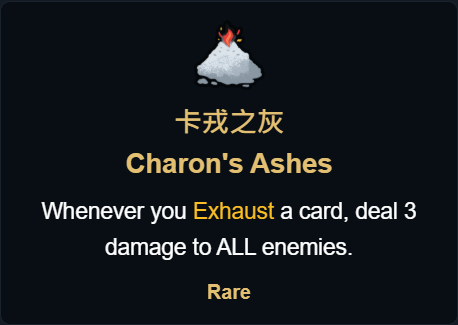 卡戎之灰
Charon's Ashes
Whenever you Exhaust a card, deal 3
damage to ALL enemies.
Rare